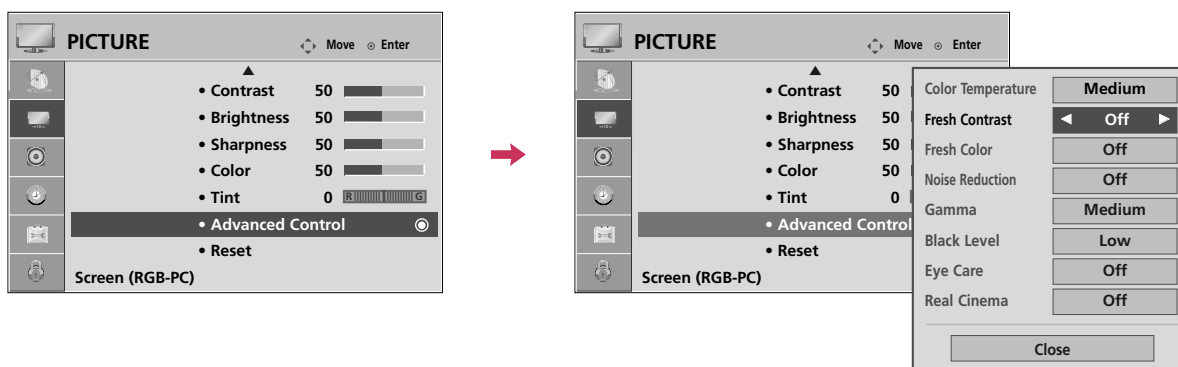 PICTURE Move Enter
• Contrast 50
• Brightness 50
• Sharpness 50
• Color 50
• Tint 0 R G
• Advanced Control
• Reset
Screen (RGB-PC)
PICTURE Move Enter
• Contrast 50
• Brightness 50
• Sharpness 50
• Color 50
• Tint 0
• Advanced Control
• Reset
Screen (RGB-PC)
Color Temperature Medium
Fresh Contrast Off
Fresh Color Off
Noise Reduction Off
Gamma Medium
Black Level Low
Eye Care Off
Real Cinema Off
Close